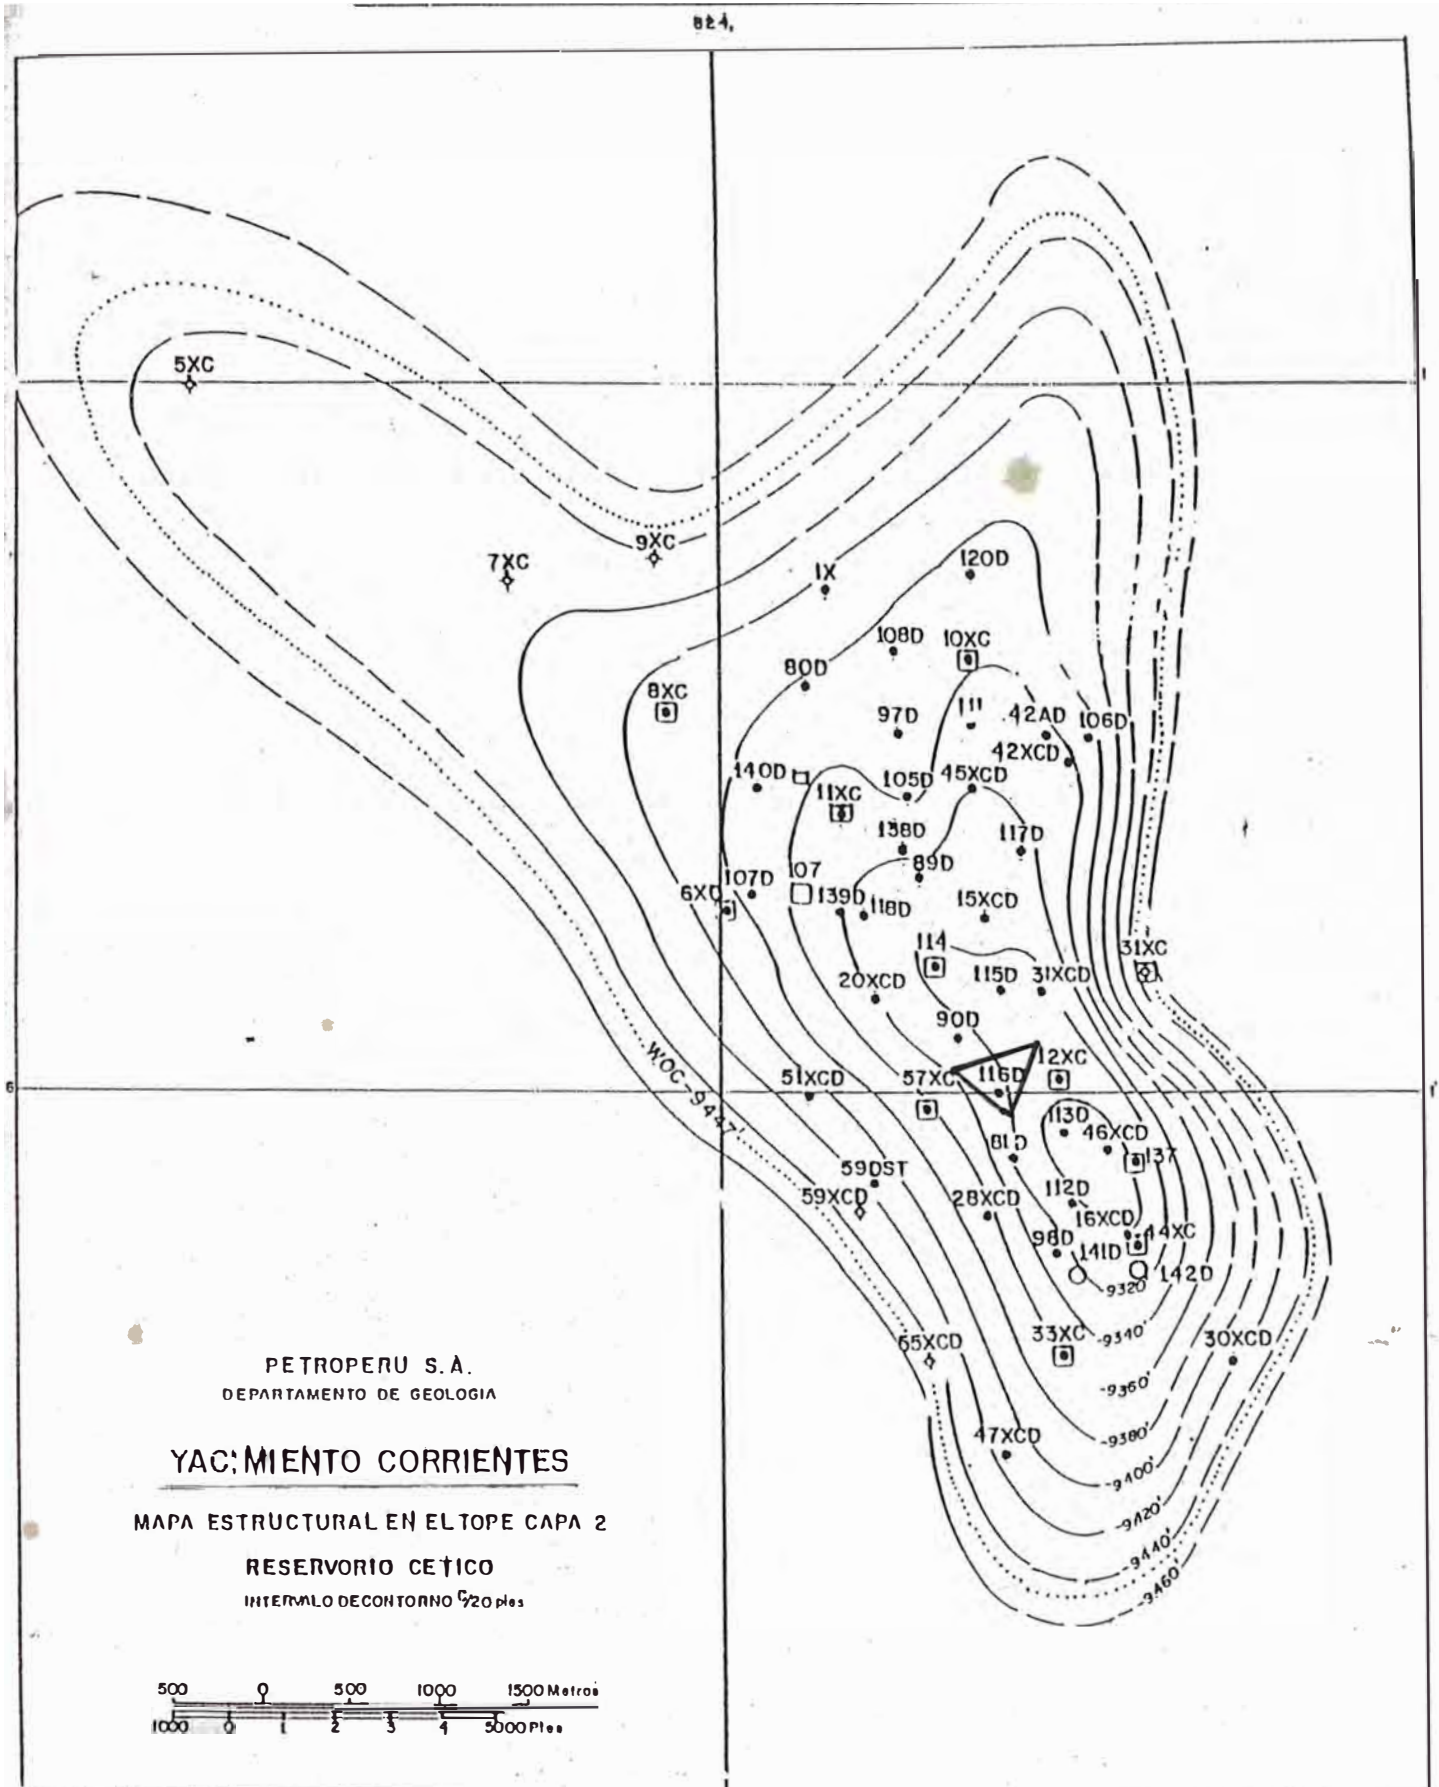 824,
5XC
7XC
9XC
1X
120D
108D
10XC
80D
8XC
97D
111
42AD
106D
42XCD
140D
105D
45XCD
11XC
138D
117D
89D
107D
107
6XD
139D
118D
15XCD
114
31XC
20XCD
115D
31XCD
90D
12XC
6
51XCD
57XC
116D
WOC-9447'
113D
46XCD
81D
137
59DST
59XCD
28XCD
112D
16XCD
44XC
98D
141D
142D
-9320'
-9340'
33XC
30XCD
65XCD
-9360'
47XCD
-9380'
-9400'
-9420'
-9440'
-9460'
PETROPERU S.A.
DEPARTAMENTO DE GEOLOGIA
YACIMIENTO CORRIENTES
MAPA ESTRUCTURAL EN EL TOPE CAPA 2
RESERVORIO CETICO
INTERVALO DE CONTORNO C/20 pies
500 0 500 1000 1500 Metros
1000 0 1 2 3 4 5000 Pies